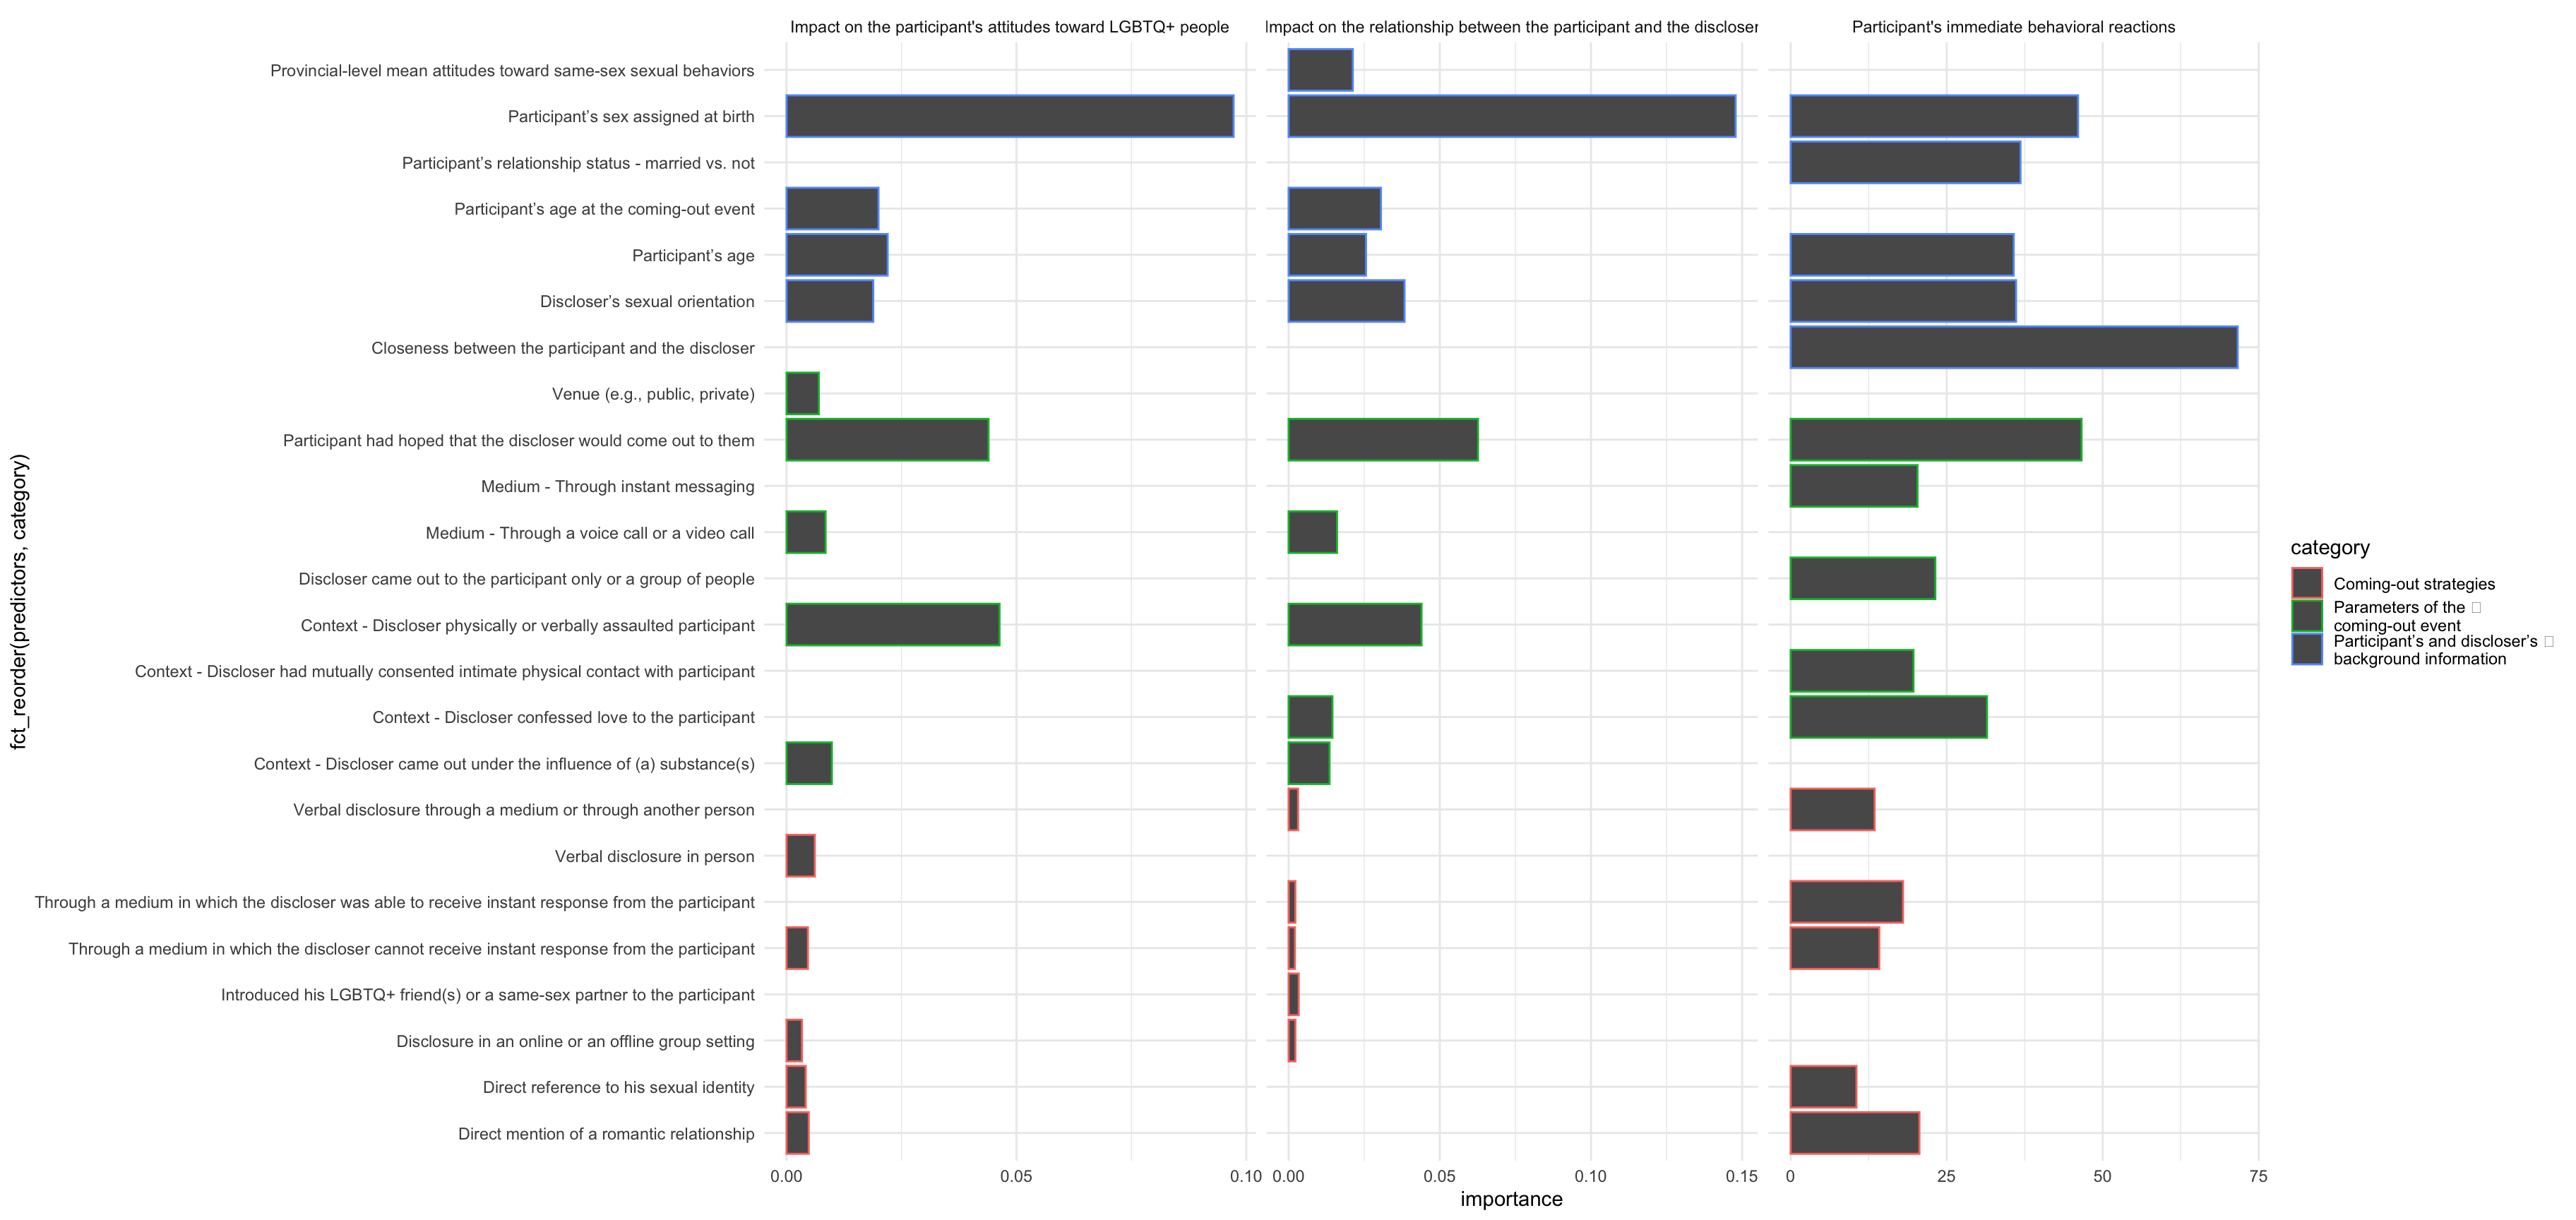 Impact on the participant's attitudes toward LGBTQ+ people
Impact on the relationship between the participant and the discloser
Participant's immediate behavioral reactions
fct_reorder(predictors, category)
Provincial-level mean attitudes toward same-sex sexual behaviors
Participant’s sex assigned at birth
Participant’s relationship status - married vs. not
Participant’s age at the coming-out event
Participant’s age
Discloser’s sexual orientation
Closeness between the participant and the discloser
Venue (e.g., public, private)
Participant had hoped that the discloser would come out to them
Medium - Through instant messaging
Medium - Through a voice call or a video call
Discloser came out to the participant only or a group of people
Context - Discloser physically or verbally assaulted participant
Context - Discloser had mutually consented intimate physical contact with participant
Context - Discloser confessed love to the participant
Context - Discloser came out under the influence of (a) substance(s)
Verbal disclosure through a medium or through another person
Verbal disclosure in person
Through a medium in which the discloser was able to receive instant response from the participant
Through a medium in which the discloser cannot receive instant response from the participant
Introduced his LGBTQ+ friend(s) or a same-sex partner to the participant
Disclosure in an online or an offline group setting
Direct reference to his sexual identity
Direct mention of a romantic relationship
0.00 0.05 0.10
0.00 0.05 0.10 0.15
0 25 50 75
importance
category
Coming-out strategies
Parameters of the
coming-out event
Participant’s and discloser’s
background information